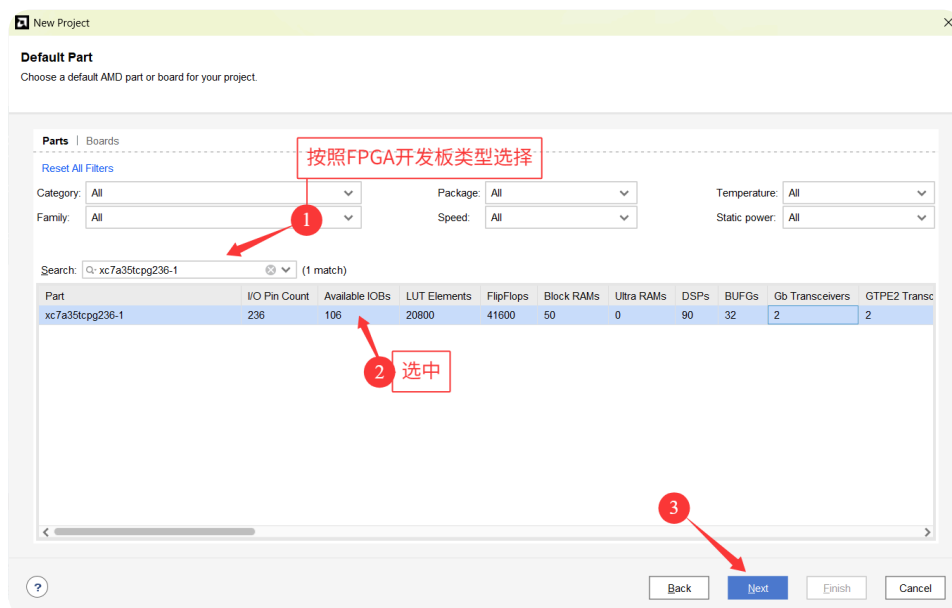 New Project
Default Part
Choose a default AMD part or board for your project.
Parts | Boards
按照FPGA开发板类型选择
Reset All Filters
Category: All Package: All Temperature: All
Family: All Speed: All Static power: All
1
Search: xc7a35tcpg236-1 (1 match)
Part I/O Pin Count Available IOBs LUT Elements FlipFlops Block RAMs Ultra RAMs DSPs BUFGs Gb Transceivers GTPE2 Transc
xc7a35tcpg236-1 236 106 20800 41600 50 0 90 32 2 2
2 选中
3
? Back Next Finish Cancel